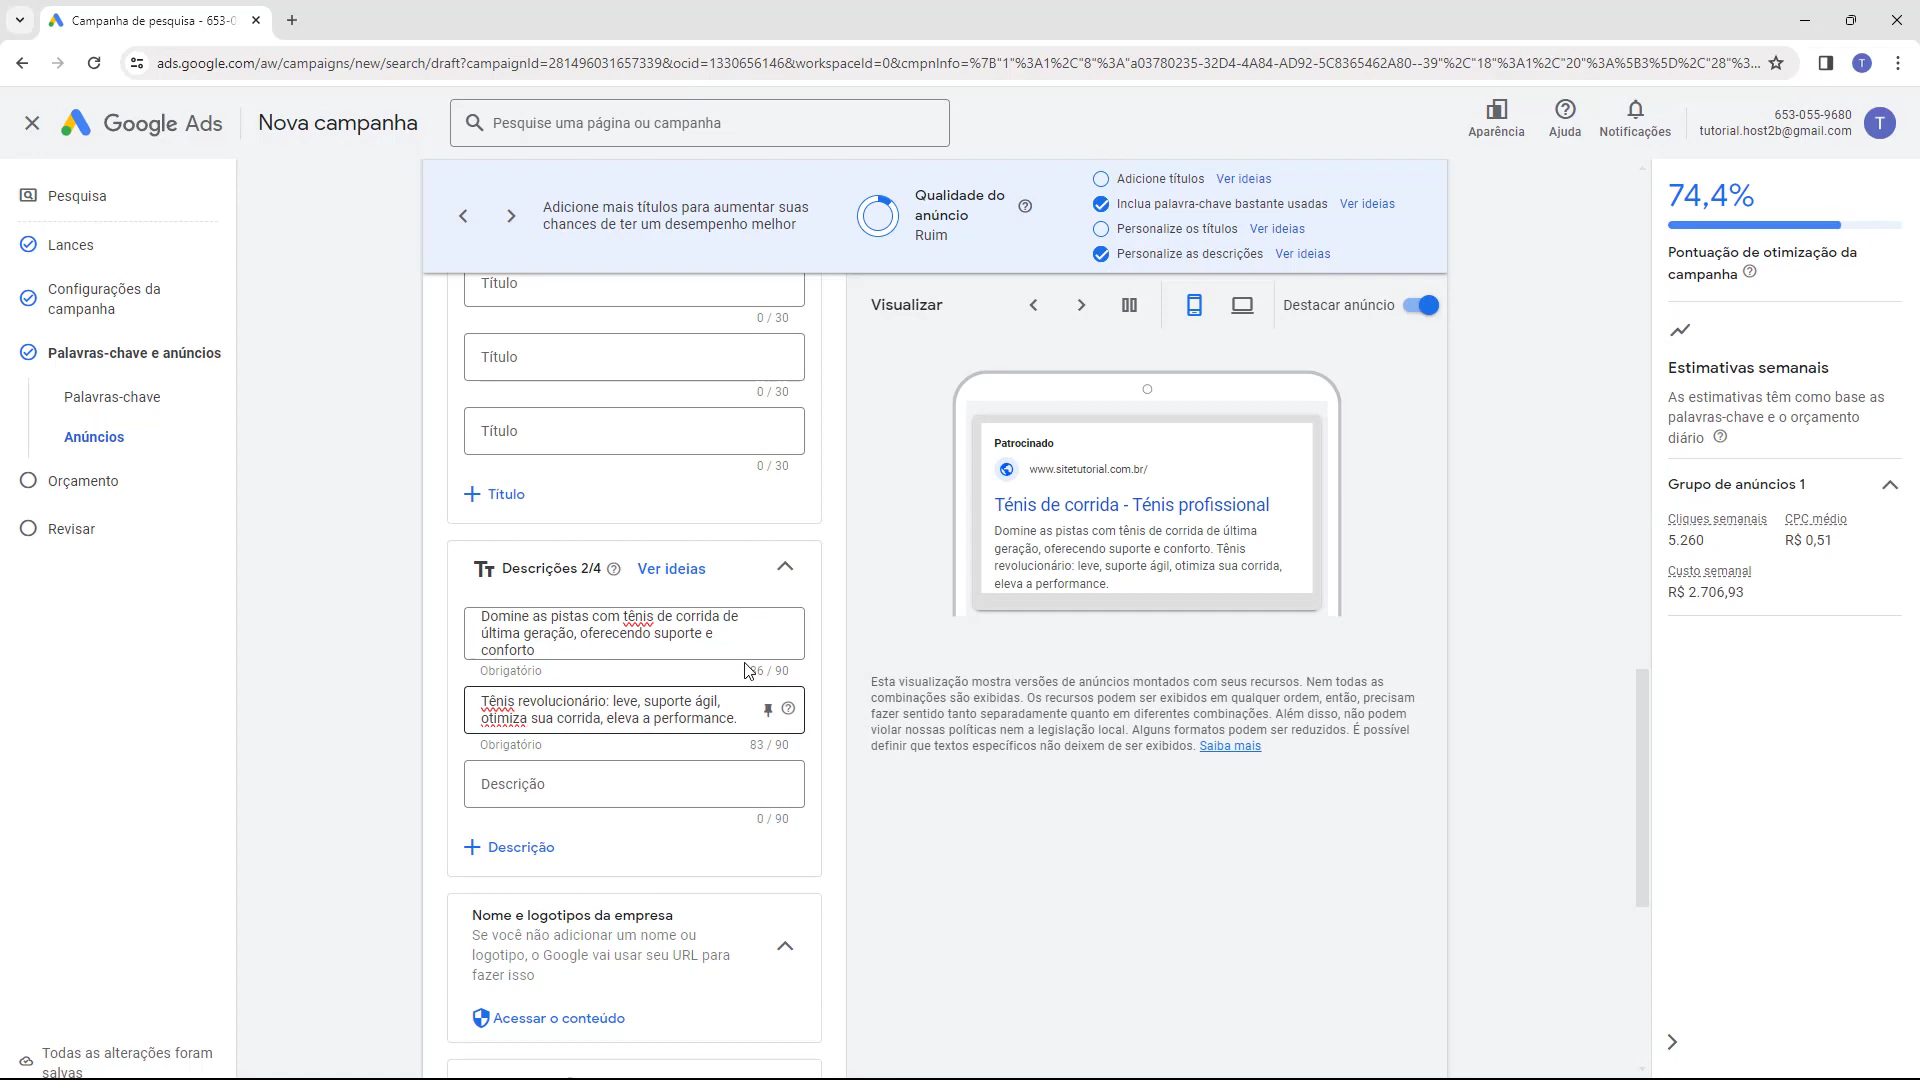 Campanha de pesquisa - 653-0
ads.google.com/aw/campaigns/new/search/draft?campaignId=281496031657339&ocid=1330656146&workspaceId=0&cmpnInfo=%7B"1"%3A1%2C"8"%3A"a03780235-32D4-4A84-AD92-5C8365462A80--39"%2C"18"%3A1%2C"20"%3A%5B3%5D%2C"28"%3...
T
Google Ads
Nova campanha
Pesquise uma página ou campanha
Aparência
Ajuda
Notificações
653-055-9680
tutorial.host2b@gmail.com
T
Pesquisa
Lances
Configurações da
campanha
Palavras-chave e anúncios
Palavras-chave
Anúncios
Orçamento
Revisar
Todas as alterações foram
salvas
Adicione mais títulos para aumentar suas
chances de ter um desempenho melhor
Qualidade do
anúncio
Ruim
Adicione títulos Ver ideias
Inclua palavra-chave bastante usadas Ver ideias
Personalize os títulos Ver ideias
Personalize as descrições Ver ideias
Título
0 / 30
Título
0 / 30
Título
0 / 30
+ Título
Descrições 2/4 Ver ideias
Domine as pistas com tênis de corrida de
última geração, oferecendo suporte e
conforto
Obrigatório 86 / 90
Tênis revolucionário: leve, suporte ágil,
otimiza sua corrida, eleva a performance.
Obrigatório 83 / 90
Descrição
0 / 90
+ Descrição
Nome e logotipos da empresa
Se você não adicionar um nome ou
logotipo, o Google vai usar seu URL para
fazer isso
Acessar o conteúdo
Visualizar
Destacar anúncio
Patrocinado
www.sitetutorial.com.br/
Ténis de corrida - Ténis profissional
Domine as pistas com tênis de corrida de última
geração, oferecendo suporte e conforto. Tênis
revolucionário: leve, suporte ágil, otimiza sua corrida,
eleva a performance.
Esta visualização mostra versões de anúncios montados com seus recursos. Nem todas as
combinações são exibidas. Os recursos podem ser exibidos em qualquer ordem, então, precisam
fazer sentido tanto separadamente quanto em diferentes combinações. Além disso, não podem
violar nossas políticas nem a legislação local. Alguns formatos podem ser reduzidos. É possível
definir que textos específicos não deixem de ser exibidos. Saiba mais
74,4%
Pontuação de otimização da
campanha
Estimativas semanais
As estimativas têm como base as
palavras-chave e o orçamento
diário
Grupo de anúncios 1
Cliques semanais CPC médio
5.260 R$ 0,51
Custo semanal
R$ 2.706,93